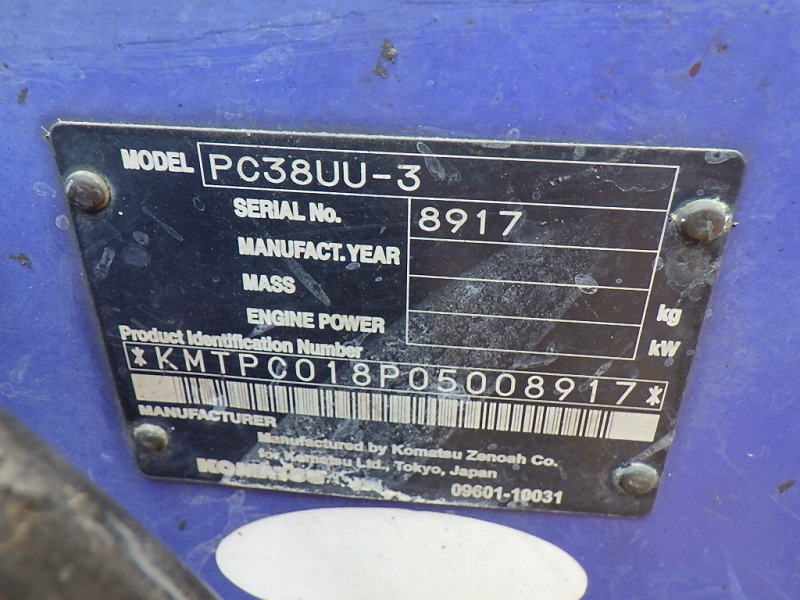 MODEL PC38UU-3
SERIAL No. 8917
MANUFACT. YEAR
MASS kg
ENGINE POWER kW
Product Identification Number
*KMTPC018P05008917*
MANUFACTURER
Manufactured by Komatsu Zenoah Co.
for Komatsu Ltd., Tokyo, Japan
KOMATSU
09601-10031